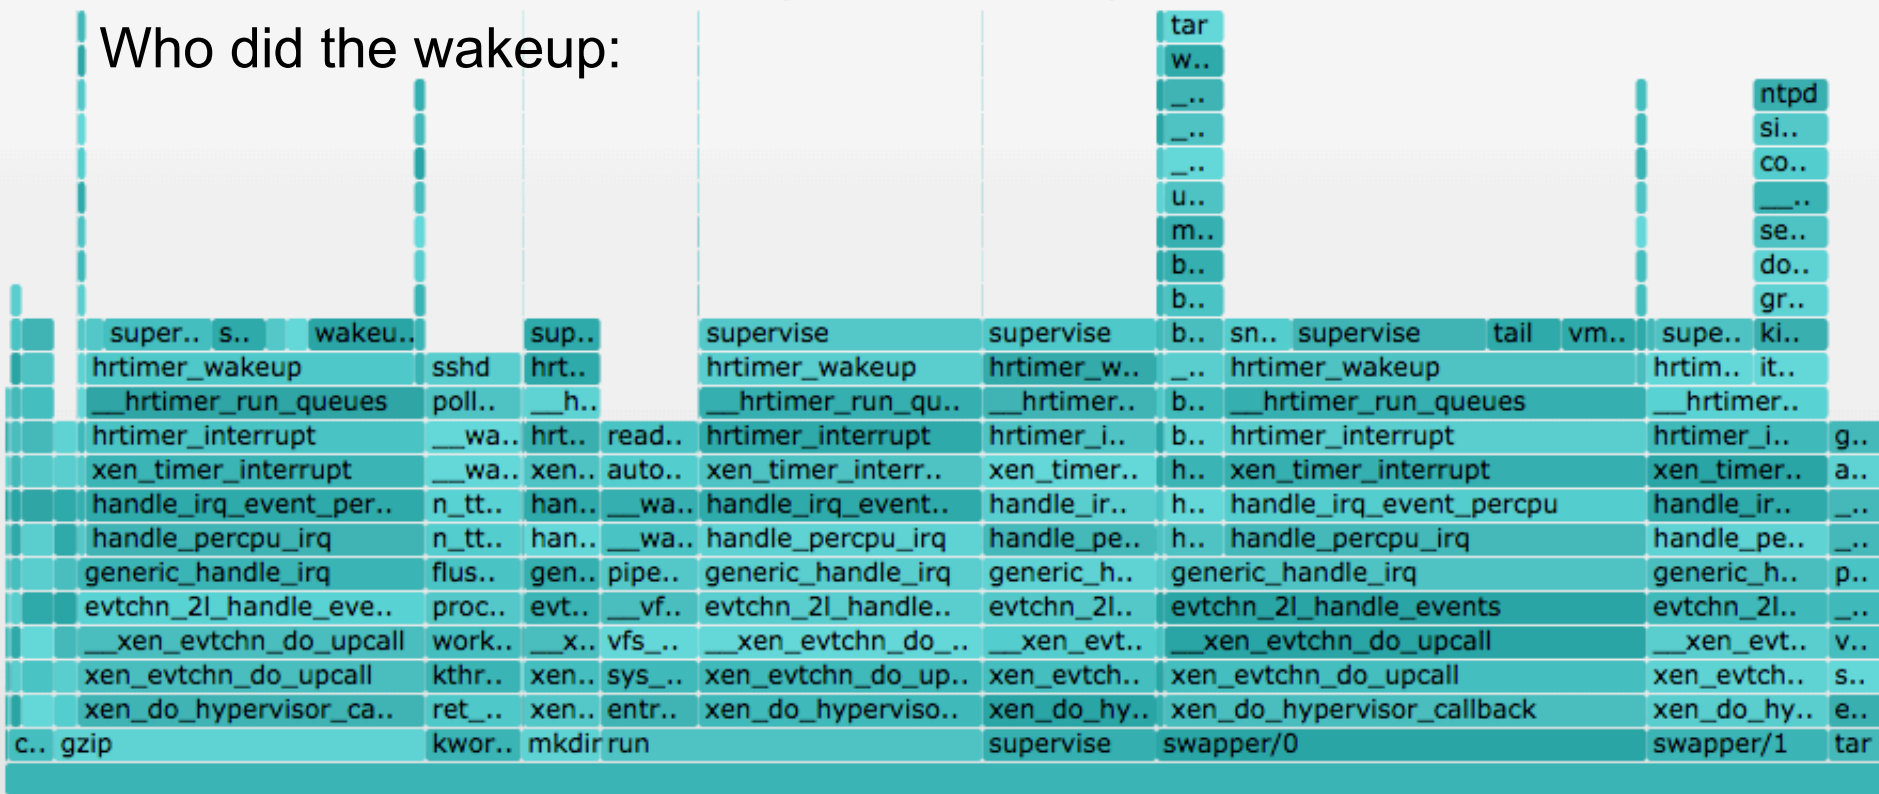 Who did the wakeup:
tar
w..
_.. ntpd
_.. si..
_.. co..
u.. __..
m.. se..
b.. do..
b.. gr..
super.. s.. wakeu.. sup.. supervise supervise b.. sn.. supervise tail vm.. supe.. ki..
hrtimer_wakeup sshd hrt.. hrtimer_wakeup hrtimer_w.. _.. hrtimer_wakeup hrtim.. it..
__hrtimer_run_queues poll.. __h.. __hrtimer_run_qu.. __hrtimer.. b.. __hrtimer_run_queues __hrtimer..
hrtimer_interrupt __wa.. hrt.. read.. hrtimer_interrupt hrtimer_i.. b.. hrtimer_interrupt hrtimer_i.. g..
xen_timer_interrupt __wa.. xen.. auto.. xen_timer_interr.. xen_timer.. h.. xen_timer_interrupt xen_timer.. a..
handle_irq_event_per.. n_tt.. han.. __wa.. handle_irq_event.. handle_ir.. h.. handle_irq_event_percpu handle_ir.. _..
handle_percpu_irq n_tt.. han.. __wa.. handle_percpu_irq handle_pe.. h.. handle_percpu_irq handle_pe.. _..
generic_handle_irq flus.. gen.. pipe.. generic_handle_irq generic_h.. generic_handle_irq generic_h.. p..
evtchn_2l_handle_eve.. proc.. evt.. __vf.. evtchn_2l_handle.. evtchn_2l.. evtchn_2l_handle_events evtchn_2l.. _..
__xen_evtchn_do_upcall work.. __x.. vfs_.. __xen_evtchn_do_.. __xen_evt.. __xen_evtchn_do_upcall __xen_evt.. v..
xen_evtchn_do_upcall kthr.. xen.. sys_.. xen_evtchn_do_up.. xen_evtch.. xen_evtchn_do_upcall xen_evtch.. s..
xen_do_hypervisor_ca.. ret_.. xen.. entr.. xen_do_hyperviso.. xen_do_hy.. xen_do_hypervisor_callback xen_do_hy.. e..
c.. gzip kwor.. mkdir run supervise swapper/0 swapper/1 tar